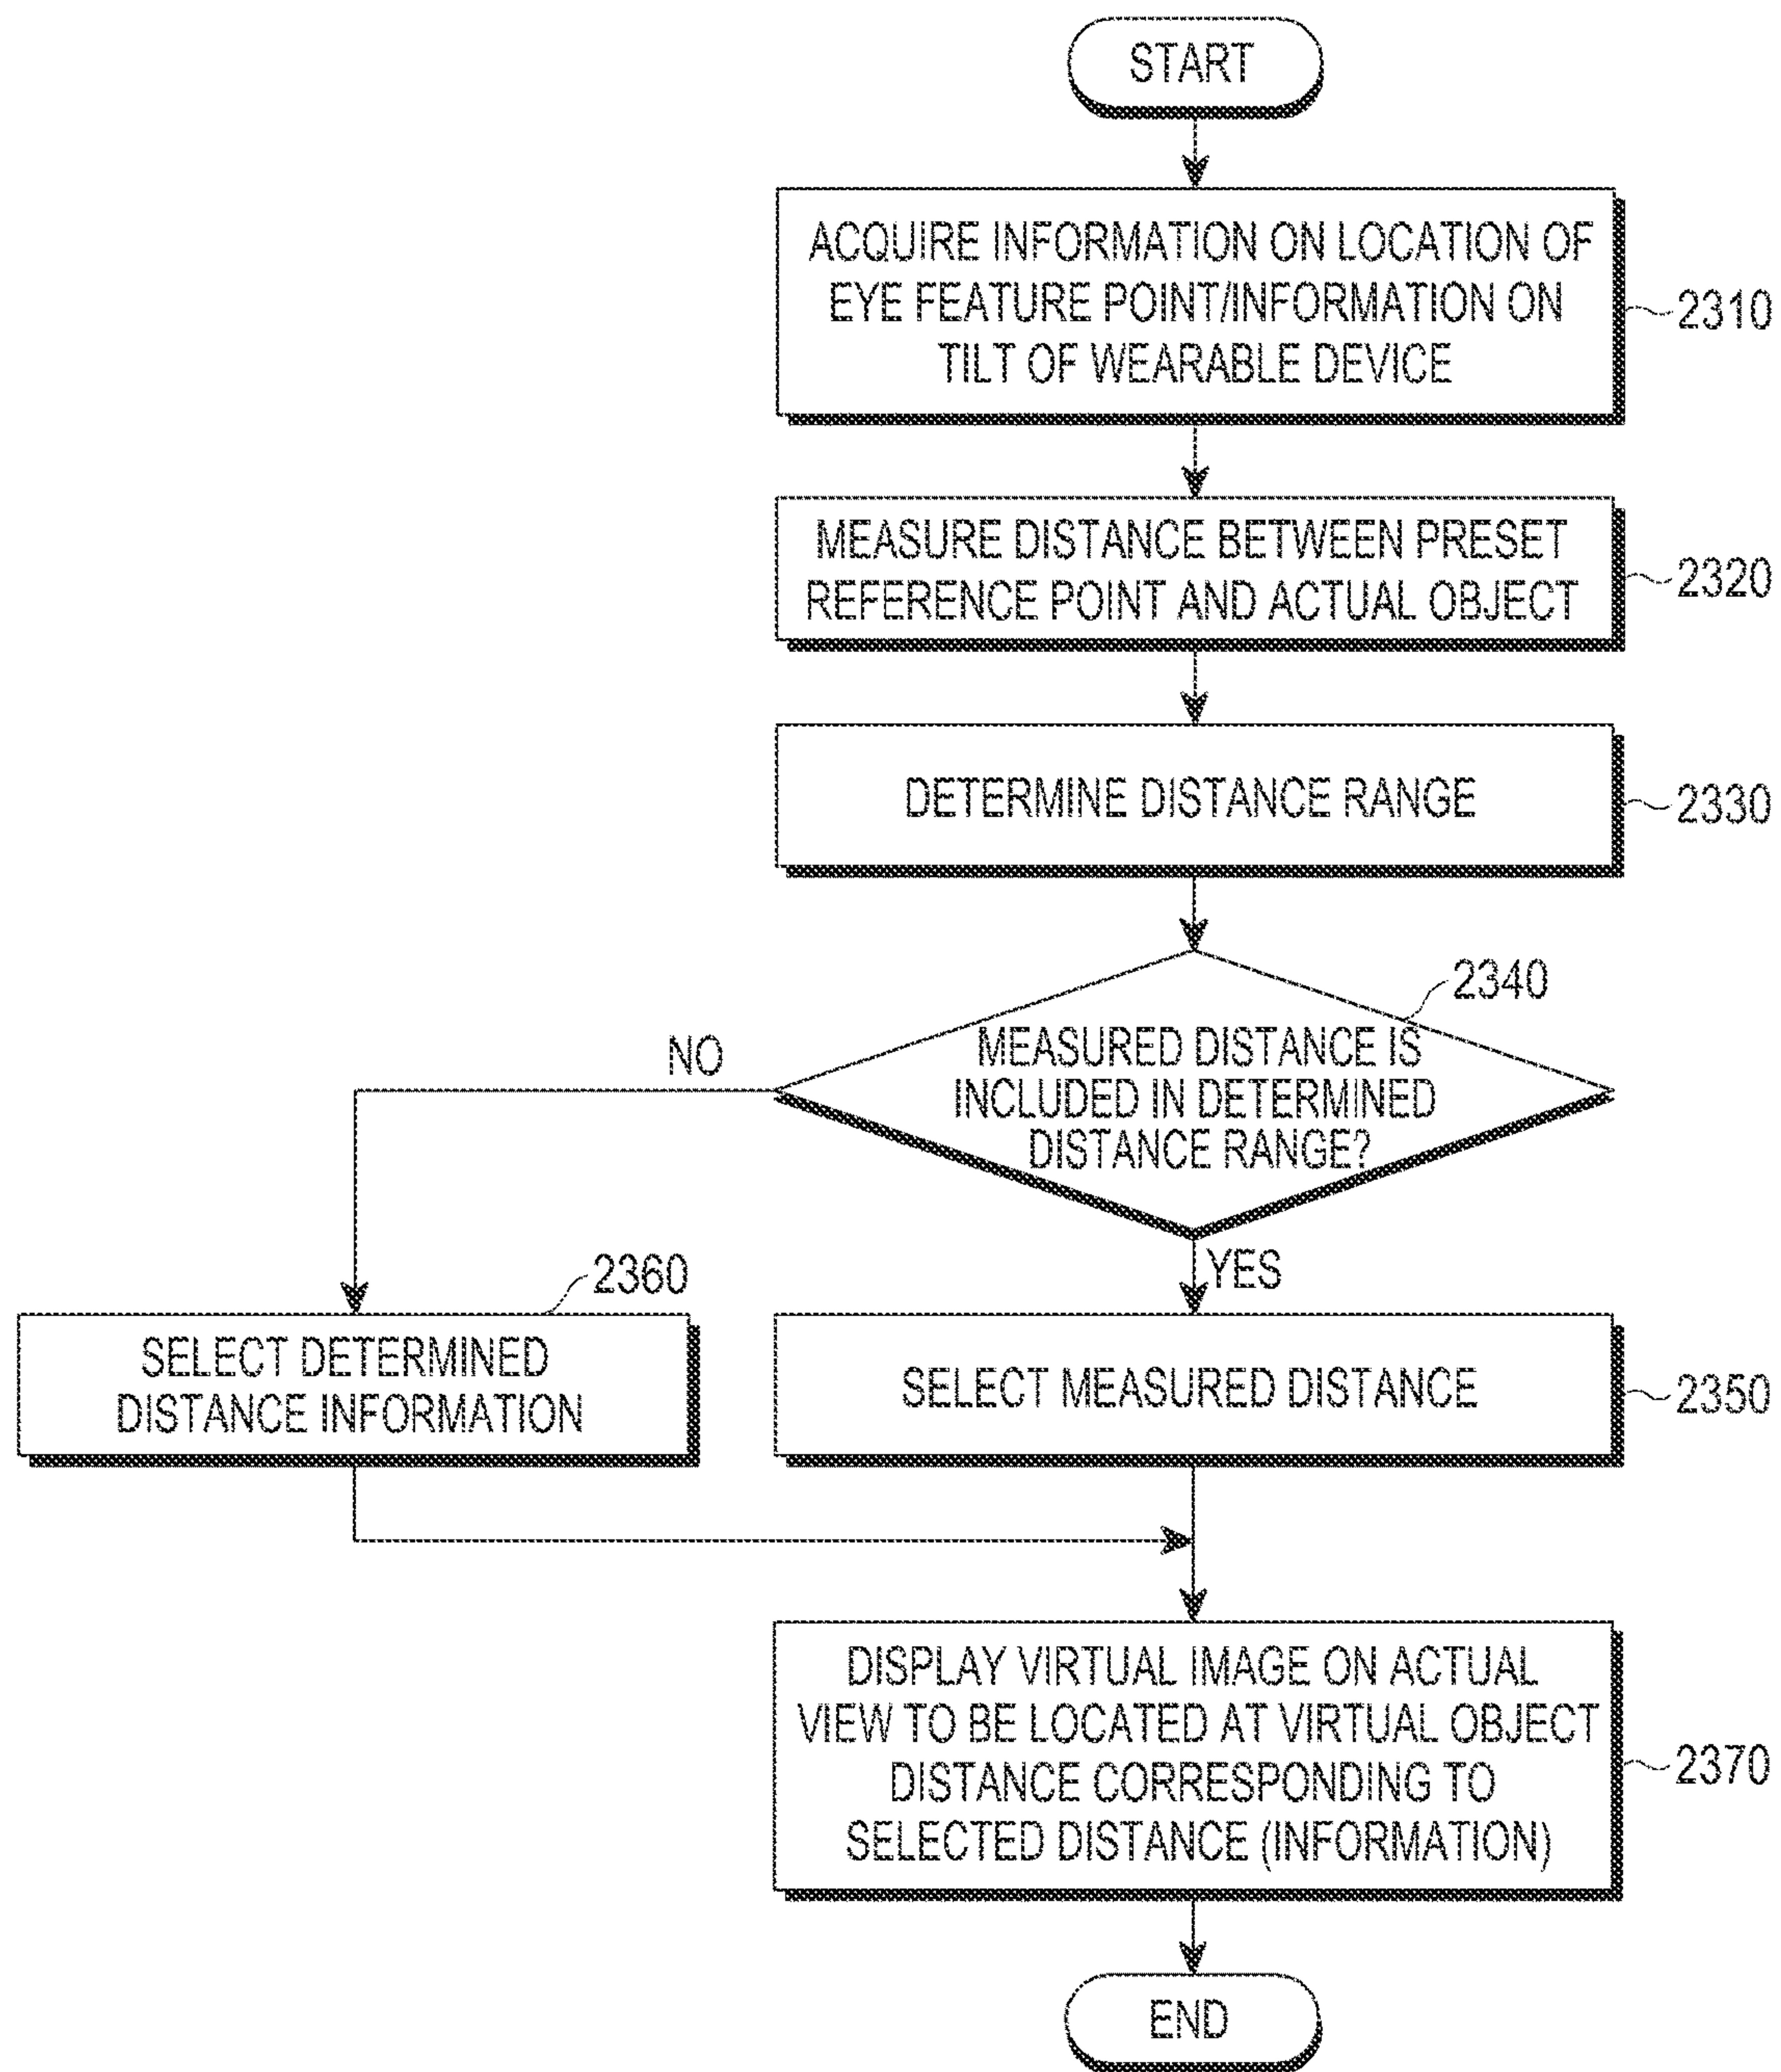 START
ACQUIRE INFORMATION ON LOCATION OF
EYE FEATURE POINT/INFORMATION ON
TILT OF WEARABLE DEVICE
2310
MEASURE DISTANCE BETWEEN PRESET
REFERENCE POINT AND ACTUAL OBJECT
2320
DETERMINE DISTANCE RANGE
2330
2340
MEASURED DISTANCE IS
INCLUDED IN DETERMINED
DISTANCE RANGE?
NO
YES
2360
SELECT DETERMINED
DISTANCE INFORMATION
SELECT MEASURED DISTANCE
2350
DISPLAY VIRTUAL IMAGE ON ACTUAL
VIEW TO BE LOCATED AT VIRTUAL OBJECT
DISTANCE CORRESPONDING TO
SELECTED DISTANCE (INFORMATION)
2370
END